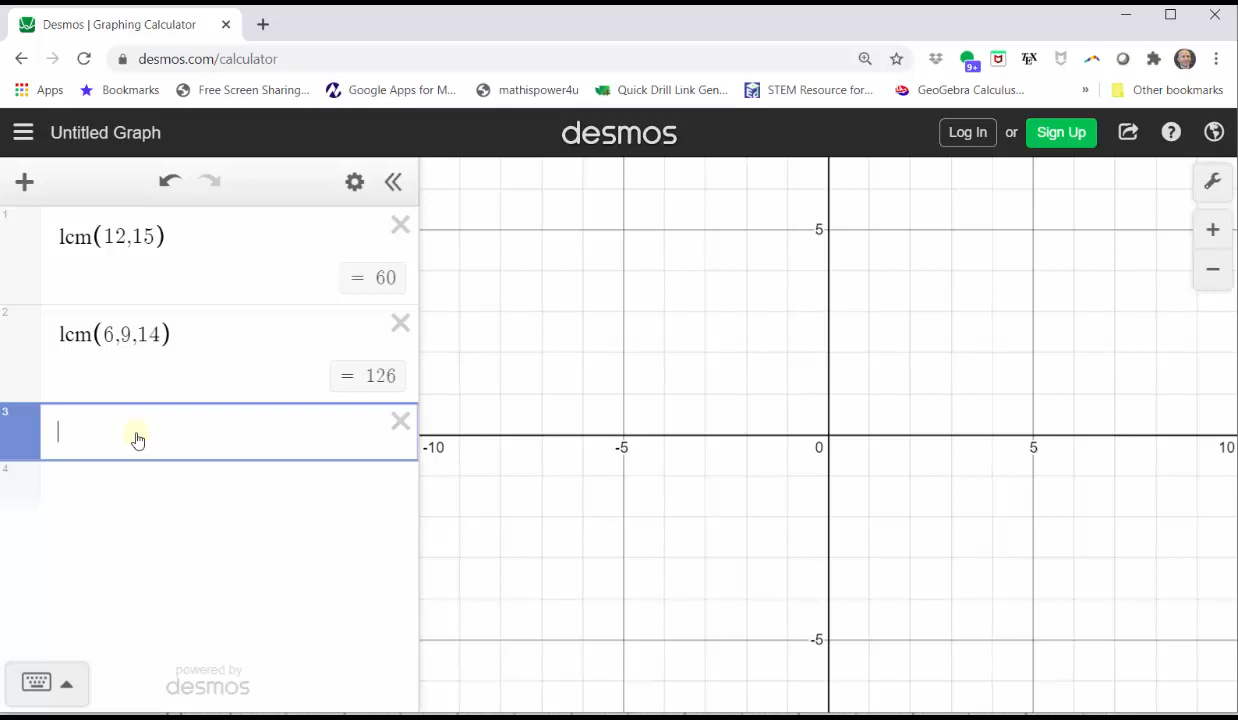 Desmos | Graphing Calculator
desmos.com/calculator
9+
TEX
Apps
Bookmarks
Free Screen Sharing...
Google Apps for M...
mathispower4u
Quick Drill Link Gen...
STEM Resource for...
GeoGebra Calculus...
»
Other bookmarks
Untitled Graph
desmos
Log In or Sign Up
1
lcm(12,15)
= 60
2
lcm(6,9,14)
= 126
3
4
powered by
desmos
5
-10
-5
0
5
10
-5